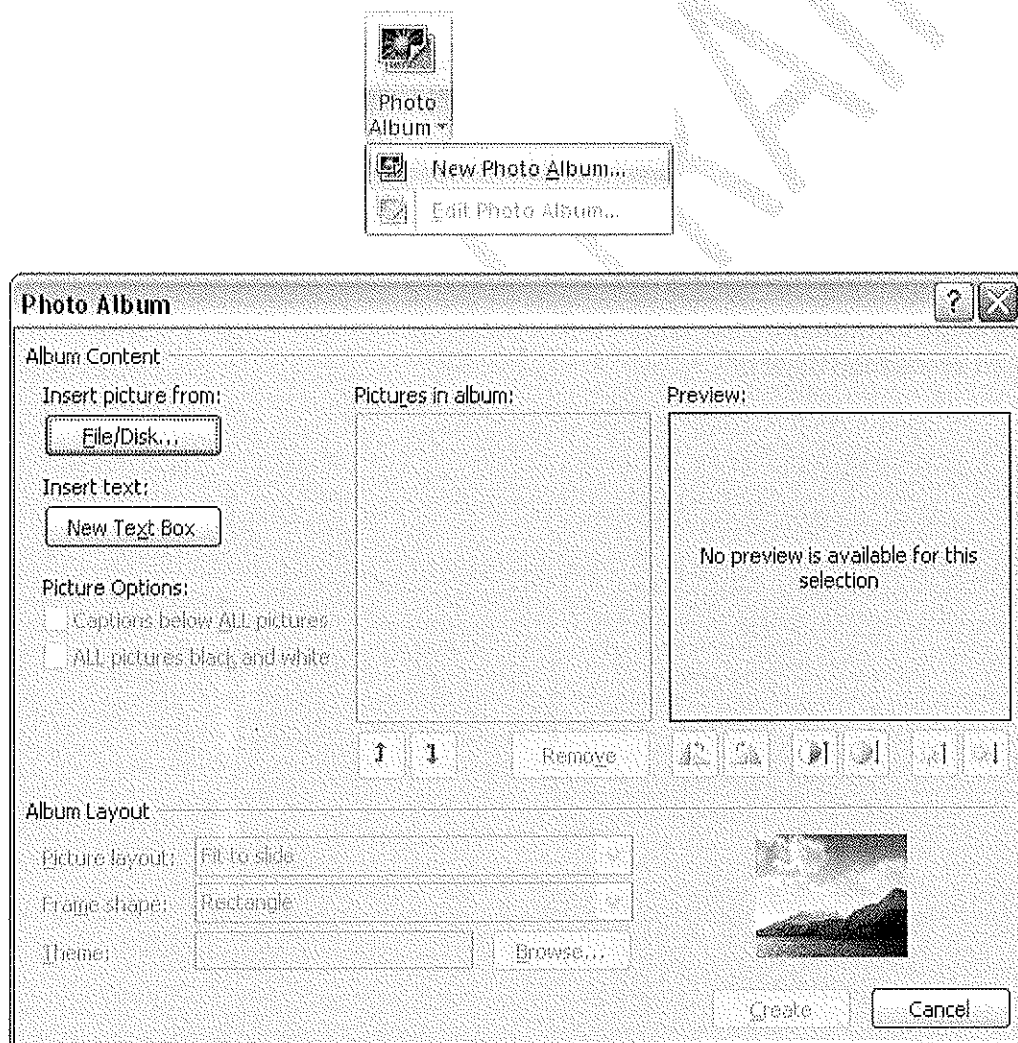 Photo
Album
New Photo Album...
Edit Photo Album...
Photo Album
?
Album Content
Insert picture from:
File/Disk...
Insert text:
New Text Box
Picture Options:
Captions below ALL pictures
ALL pictures black and white
Pictures in album:
Remove
Preview:
No preview is available for this
selection
Album Layout
Picture layout: Fit to slide
Frame shape: Rectangle
Theme: Browse...
Create Cancel